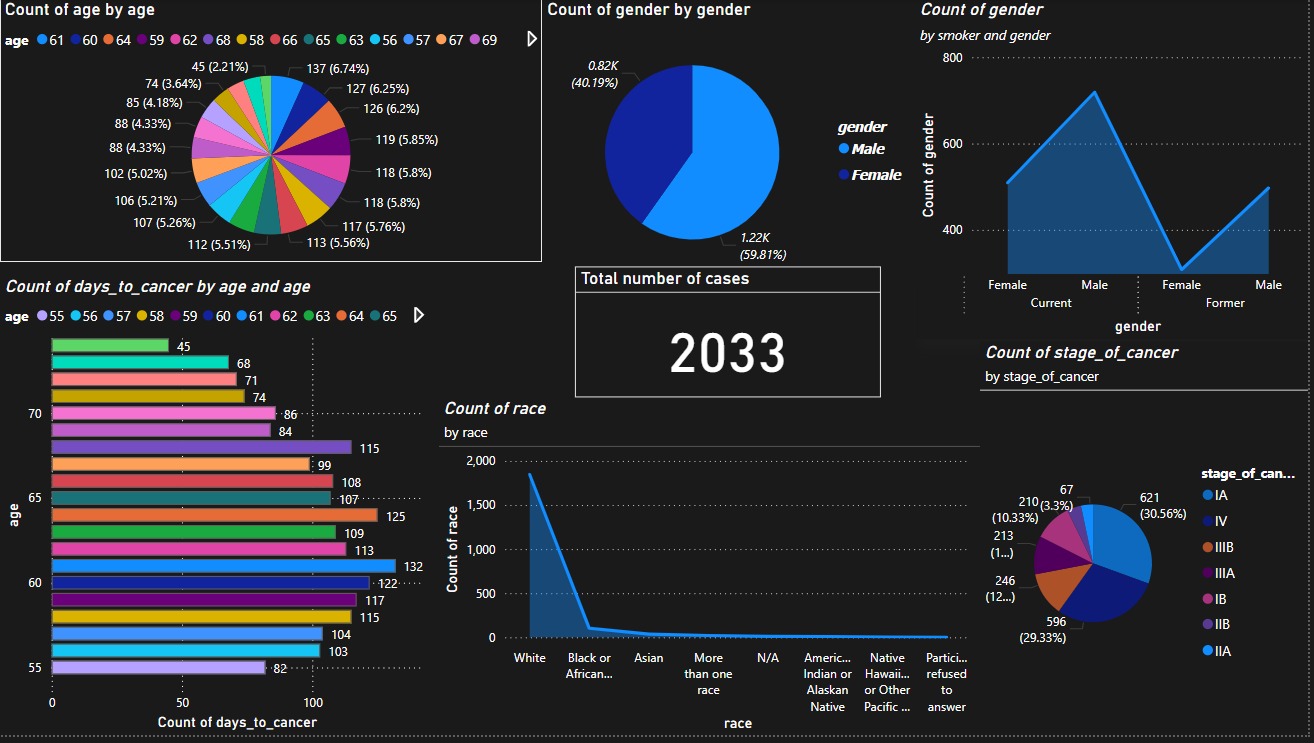 Count of age by age
age 61 60 64 59 62 68 58 66 65 63 56 57 67 69
45 (2.21%)
137 (6.74%)
74 (3.64%)
127 (6.25%)
85 (4.18%)
126 (6.2%)
88 (4.33%)
119 (5.85%)
88 (4.33%)
118 (5.8%)
102 (5.02%)
118 (5.8%)
106 (5.21%)
117 (5.76%)
107 (5.26%)
113 (5.56%)
112 (5.51%)
Count of gender by gender
0.82K
(40.19%)
1.22K
(59.81%)
gender
Male
Female
Count of gender
by smoker and gender
800
600
400
Count of gender
Female Male Female Male
Current Former
gender
Total number of cases
2033
Count of days_to_cancer by age and age
age 55 56 57 58 59 60 61 62 63 64 65
45
68
71
74
70 86
84
115
99
108
65 107
125
109
113
132
60 122
117
115
104
103
55 82
age
0 50 100
Count of days_to_cancer
Count of race
by race
2,000
1,500
1,000
500
0
Count of race
White
Black or
African...
Asian
More
than one
race
N/A
Americ...
Indian or
Alaskan
Native
Native
Hawaii...
or Other
Pacific ...
Partici...
refused
to
answer
race
Count of stage_of_cancer
by stage_of_cancer
67
(3.3%)
210
(10.33%)
213
(1...)
246
(12...)
596
(29.33%)
621
(30.56%)
stage_of_can...
IA
IV
IIIB
IIIA
IB
IIB
IIA